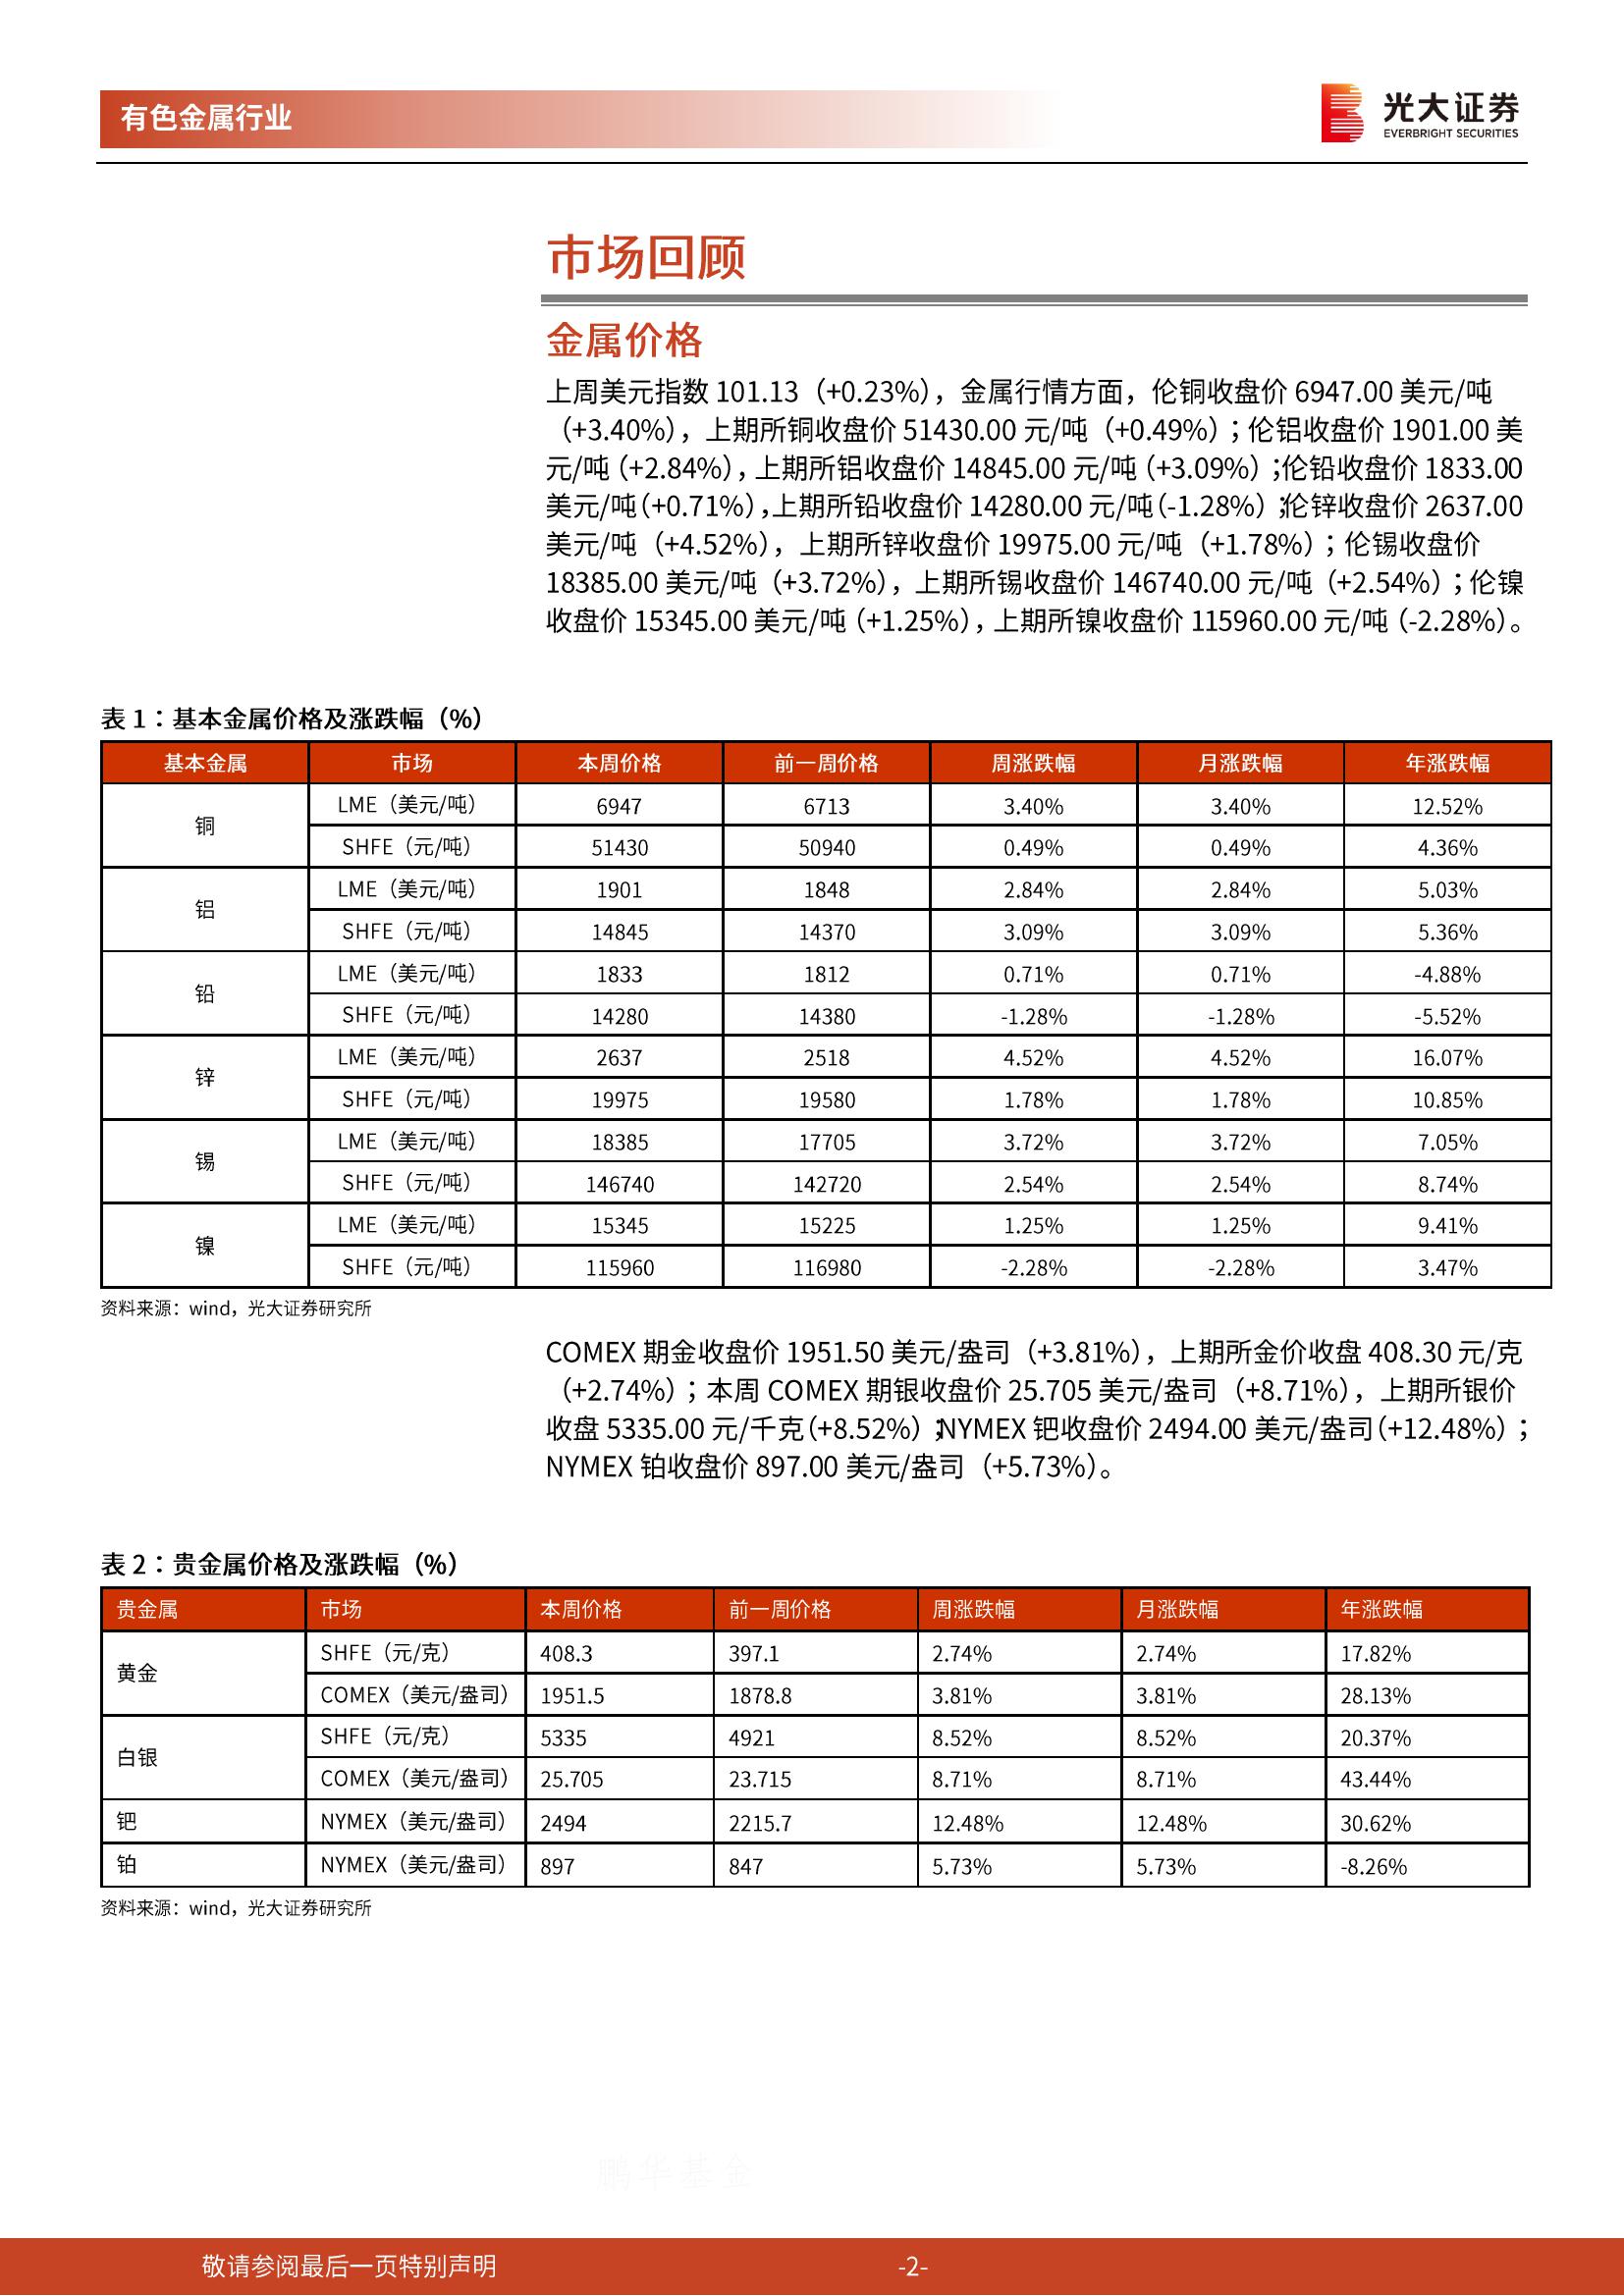 有色金属行业
光大证券
EVERBRIGHT SECURITIES
市场回顾
金属价格
上周美元指数 101.13（+0.23%），金属行情方面，伦铜收盘价 6947.00 美元/吨
（+3.40%），上期所铜收盘价 51430.00 元/吨（+0.49%）；伦铝收盘价 1901.00 美
元/吨（+2.84%），上期所铝收盘价 14845.00 元/吨（+3.09%）；伦铅收盘价 1833.00
美元/吨（+0.71%），上期所铅收盘价 14280.00 元/吨（-1.28%）；伦锌收盘价 2637.00
美元/吨（+4.52%），上期所锌收盘价 19975.00 元/吨（+1.78%）；伦锡收盘价
18385.00 美元/吨（+3.72%），上期所锡收盘价 146740.00 元/吨（+2.54%）；伦镍
收盘价 15345.00 美元/吨（+1.25%），上期所镍收盘价 115960.00 元/吨（-2.28%）。
表 1：基本金属价格及涨跌幅（%）
基本金属 市场 本周价格 前一周价格 周涨跌幅 月涨跌幅 年涨跌幅
铜 LME（美元/吨） 6947 6713 3.40% 3.40% 12.52%
SHFE（元/吨） 51430 50940 0.49% 0.49% 4.36%
铝 LME（美元/吨） 1901 1848 2.84% 2.84% 5.03%
SHFE（元/吨） 14845 14370 3.09% 3.09% 5.36%
铅 LME（美元/吨） 1833 1812 0.71% 0.71% -4.88%
SHFE（元/吨） 14280 14380 -1.28% -1.28% -5.52%
锌 LME（美元/吨） 2637 2518 4.52% 4.52% 16.07%
SHFE（元/吨） 19975 19580 1.78% 1.78% 10.85%
锡 LME（美元/吨） 18385 17705 3.72% 3.72% 7.05%
SHFE（元/吨） 146740 142720 2.54% 2.54% 8.74%
镍 LME（美元/吨） 15345 15225 1.25% 1.25% 9.41%
SHFE（元/吨） 115960 116980 -2.28% -2.28% 3.47%
资料来源：wind，光大证券研究所
COMEX 期金收盘价 1951.50 美元/盎司（+3.81%），上期所金价收盘 408.30 元/克
（+2.74%）；本周 COMEX 期银收盘价 25.705 美元/盎司（+8.71%），上期所银价
收盘 5335.00 元/千克（+8.52%）；NYMEX 钯收盘价 2494.00 美元/盎司（+12.48%）；
NYMEX 铂收盘价 897.00 美元/盎司（+5.73%）。
表 2：贵金属价格及涨跌幅（%）
贵金属 市场 本周价格 前一周价格 周涨跌幅 月涨跌幅 年涨跌幅
黄金 SHFE（元/克） 408.3 397.1 2.74% 2.74% 17.82%
COMEX（美元/盎司） 1951.5 1878.8 3.81% 3.81% 28.13%
白银 SHFE（元/克） 5335 4921 8.52% 8.52% 20.37%
COMEX（美元/盎司） 25.705 23.715 8.71% 8.71% 43.44%
钯 NYMEX（美元/盎司） 2494 2215.7 12.48% 12.48% 30.62%
铂 NYMEX（美元/盎司） 897 847 5.73% 5.73% -8.26%
资料来源：wind，光大证券研究所
鹏华基金
敬请参阅最后一页特别声明 -2-